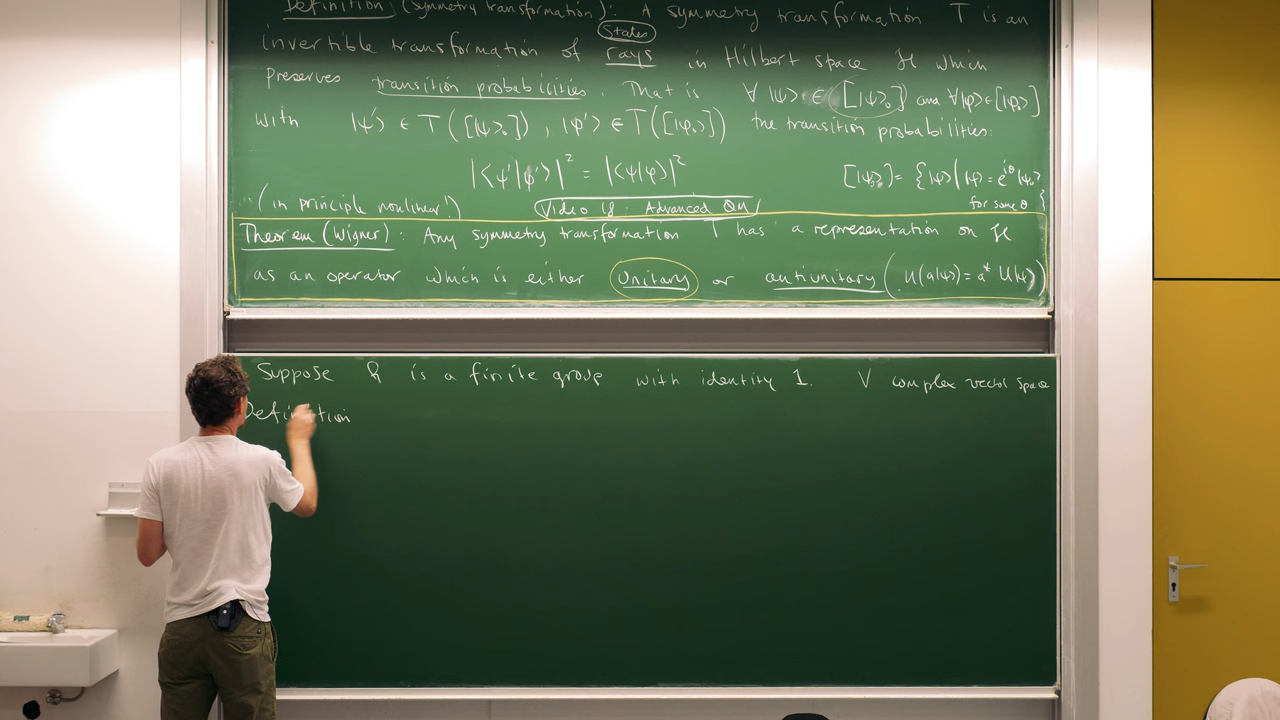 Definition (symmetry transformation): A symmetry transformation T is an
States
invertible transformation of rays in Hilbert space ℋ which
preserves transition probabilities. That is ∀ |ψ> ∈ [|ψ>₀] and ∀|φ>∈[|φ₀>]
with |ψ'> ∈ T([|ψ>₀]), |φ'> ∈ T([|φ₀>]) the transition probabilities:
|<ψ'|φ'>|² = |<ψ|φ>|² [|ψ₀>] = {|ψ>||ψ> = e^{iθ}|ψ₀>
for some θ}
(in principle nonlinear!) Video 18: Advanced QM
Theorem (Wigner): Any symmetry transformation T has a representation on ℋ
as an operator which is either Unitary or antiunitary (U(a|ψ>) = a* U|ψ>)
Suppose G is a finite group with identity 1. V complex vector space
Definition